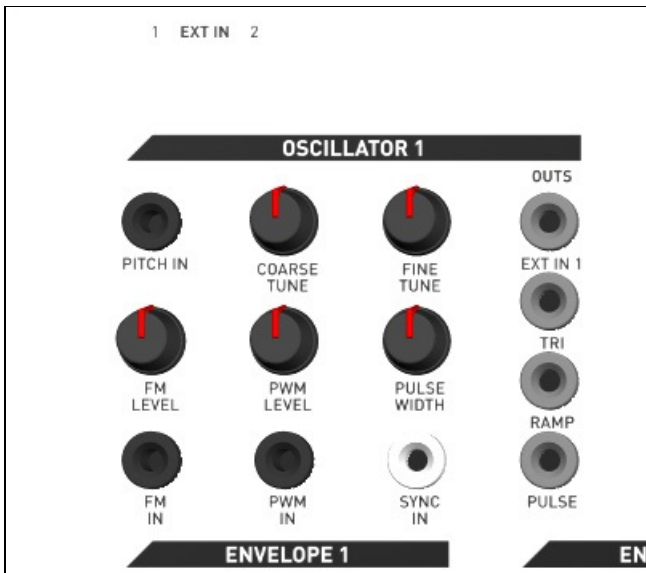 1 EXT IN 2
OSCILLATOR 1
OUTS
PITCH IN
COARSE
TUNE
FINE
TUNE
EXT IN 1
TRI
FM
LEVEL
PWM
LEVEL
PULSE
WIDTH
RAMP
FM
IN
PWM
IN
SYNC
IN
PULSE
ENVELOPE 1
EN